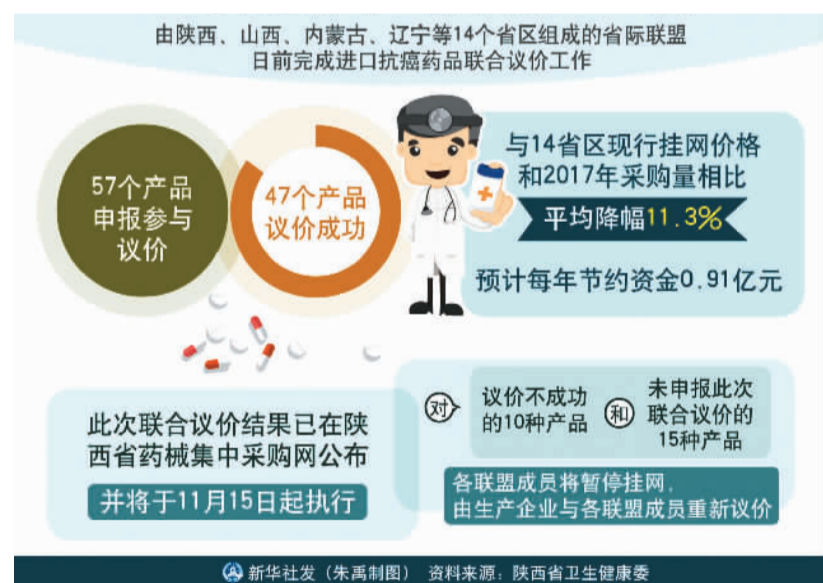 由陕西、山西、内蒙古、辽宁等14个省区组成的省际联盟
日前完成进口抗癌药品联合议价工作
57个产品
申报参与
议价
47个产品
议价成功
与14省区现行挂网价格
和2017年采购量相比
平均降幅11.3%
预计每年节约资金0.91亿元
此次联合议价结果已在陕
西省药械集中采购网公布
并将于11月15日起执行
对
议价不成功
的10种产品
和
未申报此次
联合议价的
15种产品
各联盟成员将暂停挂网,
由生产企业与各联盟成员重新议价
新华社发（朱禹制图） 资料来源：陕西省卫生健康委